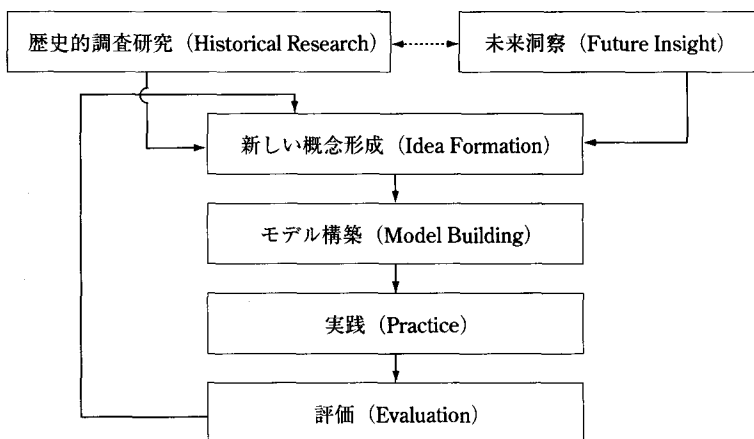 歴史的調査研究（Historical Research）
未来洞察（Future Insight）
新しい概念形成（Idea Formation）
モデル構築（Model Building）
実践（Practice）
評価（Evaluation）